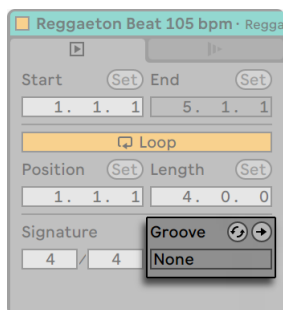 Reggaeton Beat 105 bpm · Regga
Start Set End Set
1. 1. 1 5. 1. 1
Loop
Position Set Length Set
1. 1. 1 4. 0. 0
Signature Groove
4 / 4 None